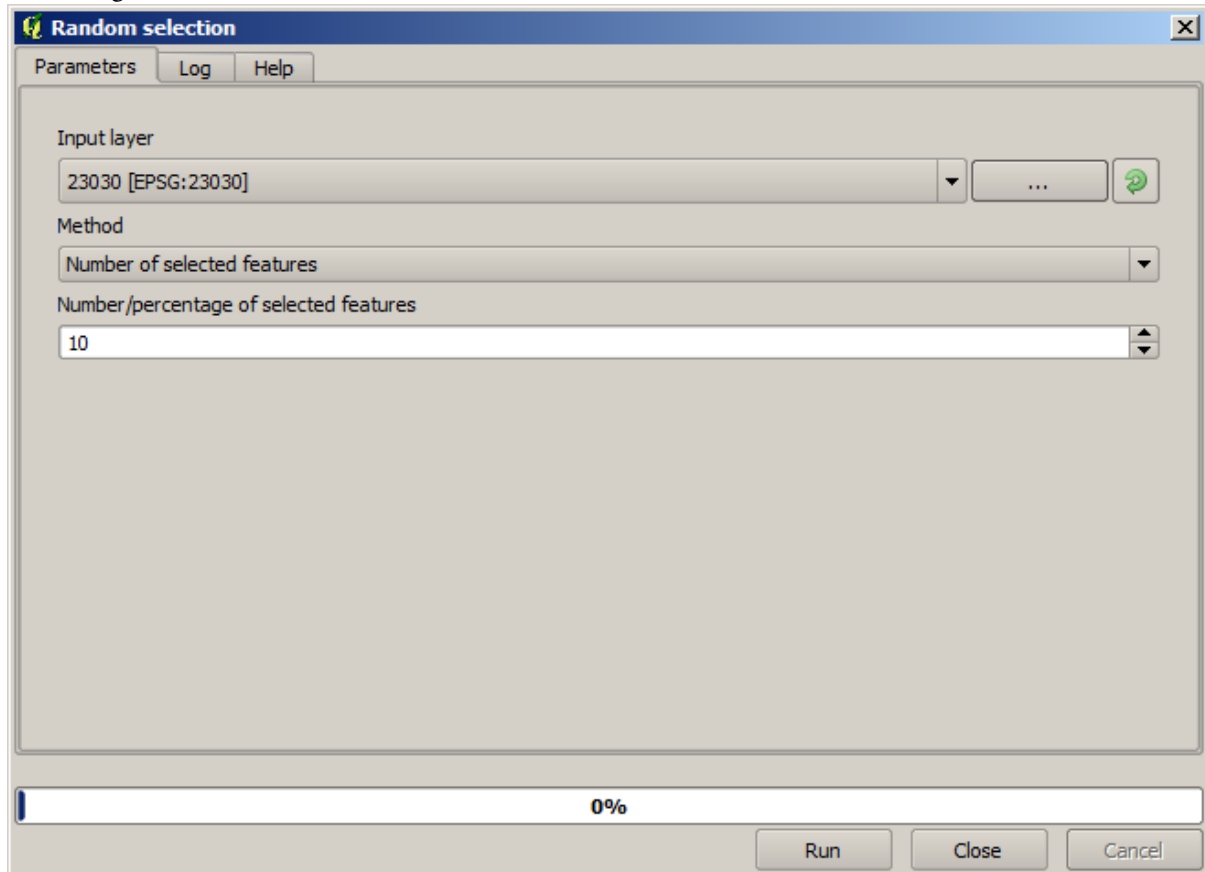 Random selection
Parameters Log Help
Input layer
23030 [EPSG:23030] ...
Method
Number of selected features
Number/percentage of selected features
10
0%
Run Close Cancel